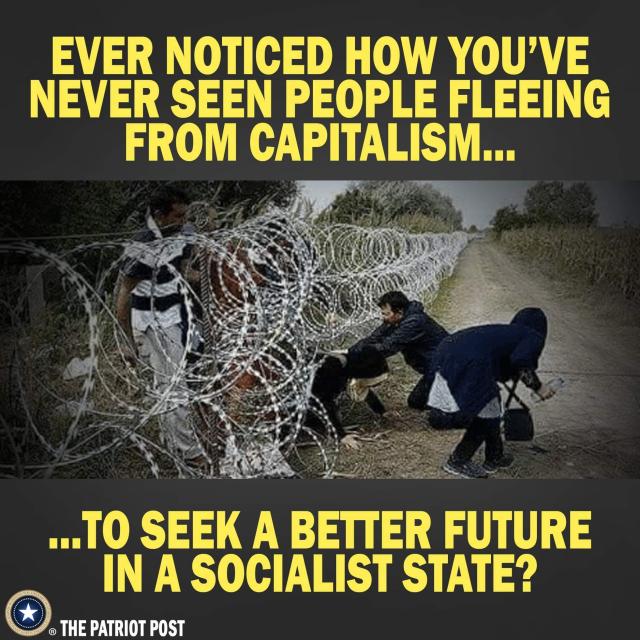 EVER NOTICED HOW YOU'VE
NEVER SEEN PEOPLE FLEEING
FROM CAPITALISM...
...TO SEEK A BETTER FUTURE
IN A SOCIALIST STATE?
® THE PATRIOT POST